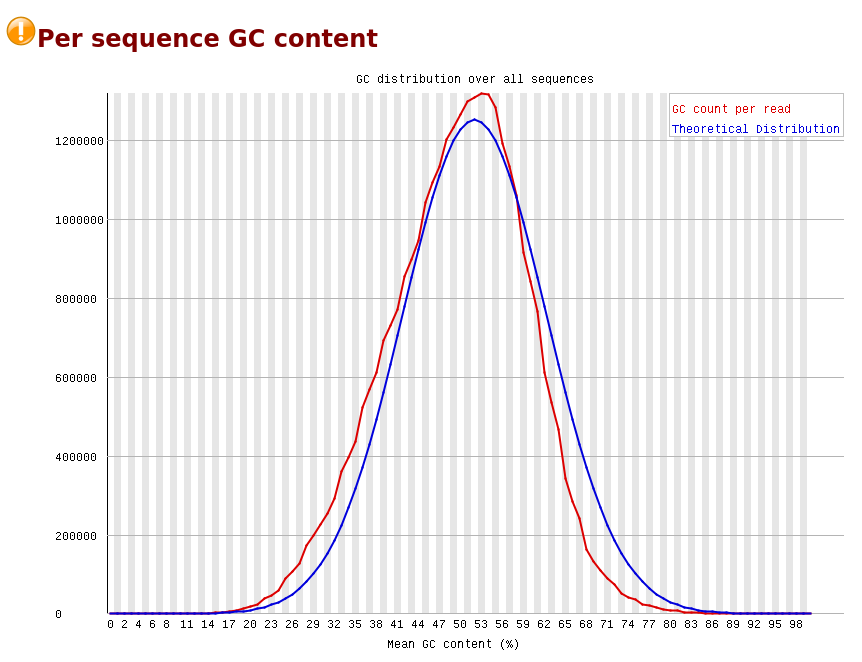 Per sequence GC content
GC distribution over all sequences
GC count per read
Theoretical Distribution
1200000
1000000
800000
600000
400000
200000
0
0 2 4 6 8 11 14 17 20 23 26 29 32 35 38 41 44 47 50 53 56 59 62 65 68 71 74 77 80 83 86 89 92 95 98
Mean GC content (%)